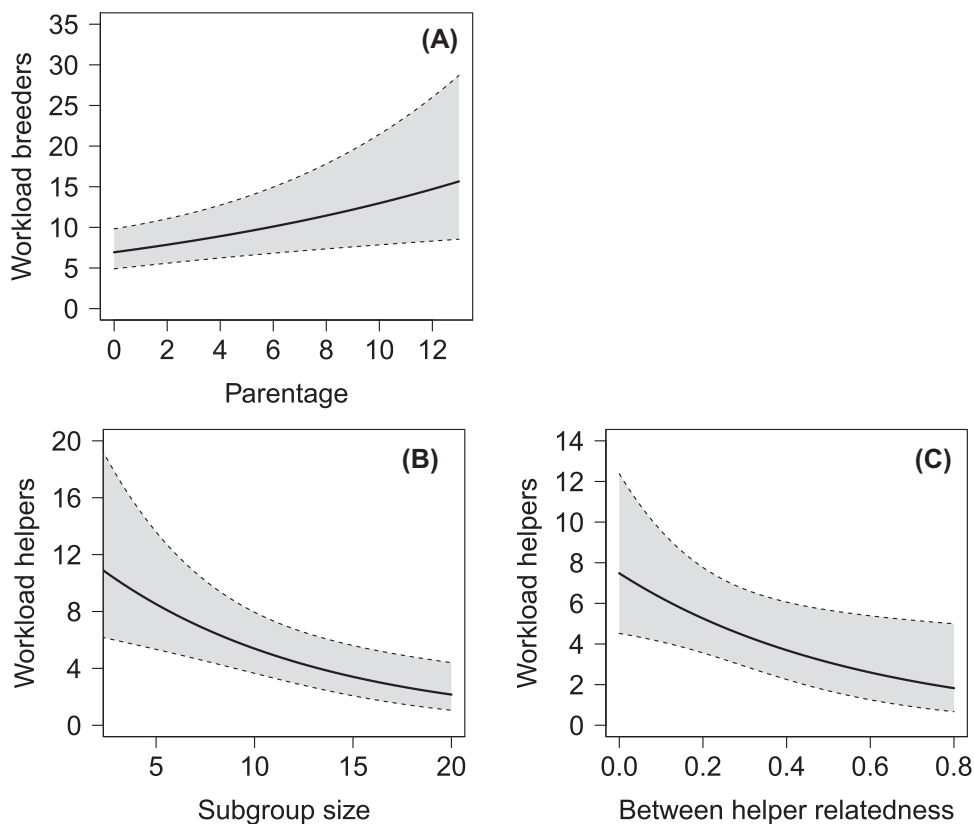 (A)
Workload breeders
35
30
25
20
15
10
5
0
0 2 4 6 8 10 12
Parentage
(B)
Workload helpers
20
16
12
8
4
0
5 10 15 20
Subgroup size
(C)
Workload helpers
14
12
10
8
6
4
2
0
0.0 0.2 0.4 0.6 0.8
Between helper relatedness